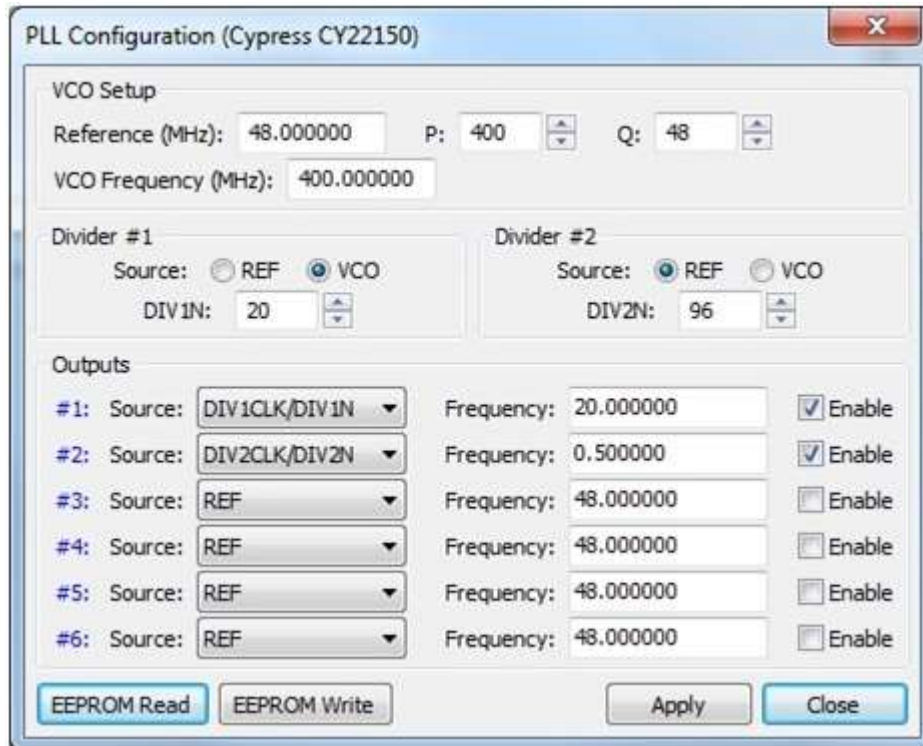 PLL Configuration (Cypress CY22150)
VCO Setup
Reference (MHz): 48.000000 P: 400 Q: 48
VCO Frequency (MHz): 400.000000
Divider #1 Divider #2
Source: REF VCO Source: REF VCO
DIV1N: 20 DIV2N: 96
Outputs
#1: Source: DIV1CLK/DIV1N Frequency: 20.000000 Enable
#2: Source: DIV2CLK/DIV2N Frequency: 0.500000 Enable
#3: Source: REF Frequency: 48.000000 Enable
#4: Source: REF Frequency: 48.000000 Enable
#5: Source: REF Frequency: 48.000000 Enable
#6: Source: REF Frequency: 48.000000 Enable
EEPROM Read EEPROM Write Apply Close